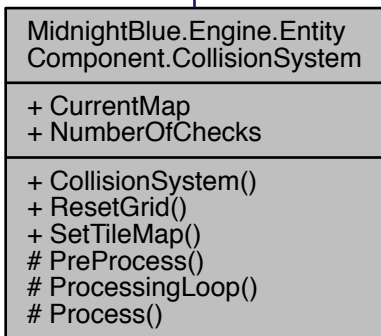 MidnightBlue.Engine.Entity
Component.CollisionSystem
+ CurrentMap
+ NumberOfChecks
+ CollisionSystem()
+ ResetGrid()
+ SetTileMap()
# PreProcess()
# ProcessingLoop()
# Process()